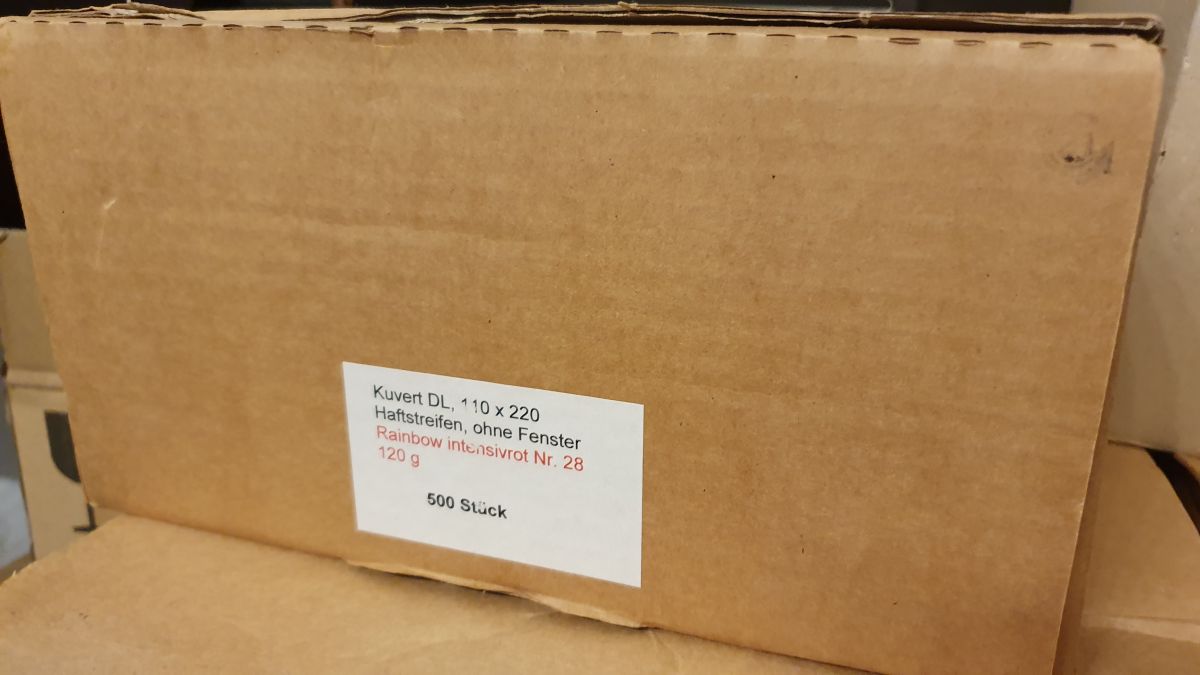 Kuvert DL, 110 x 220
Haftstreifen, ohne Fenster
Rainbow intensivrot Nr. 28
120 g
500 Stück